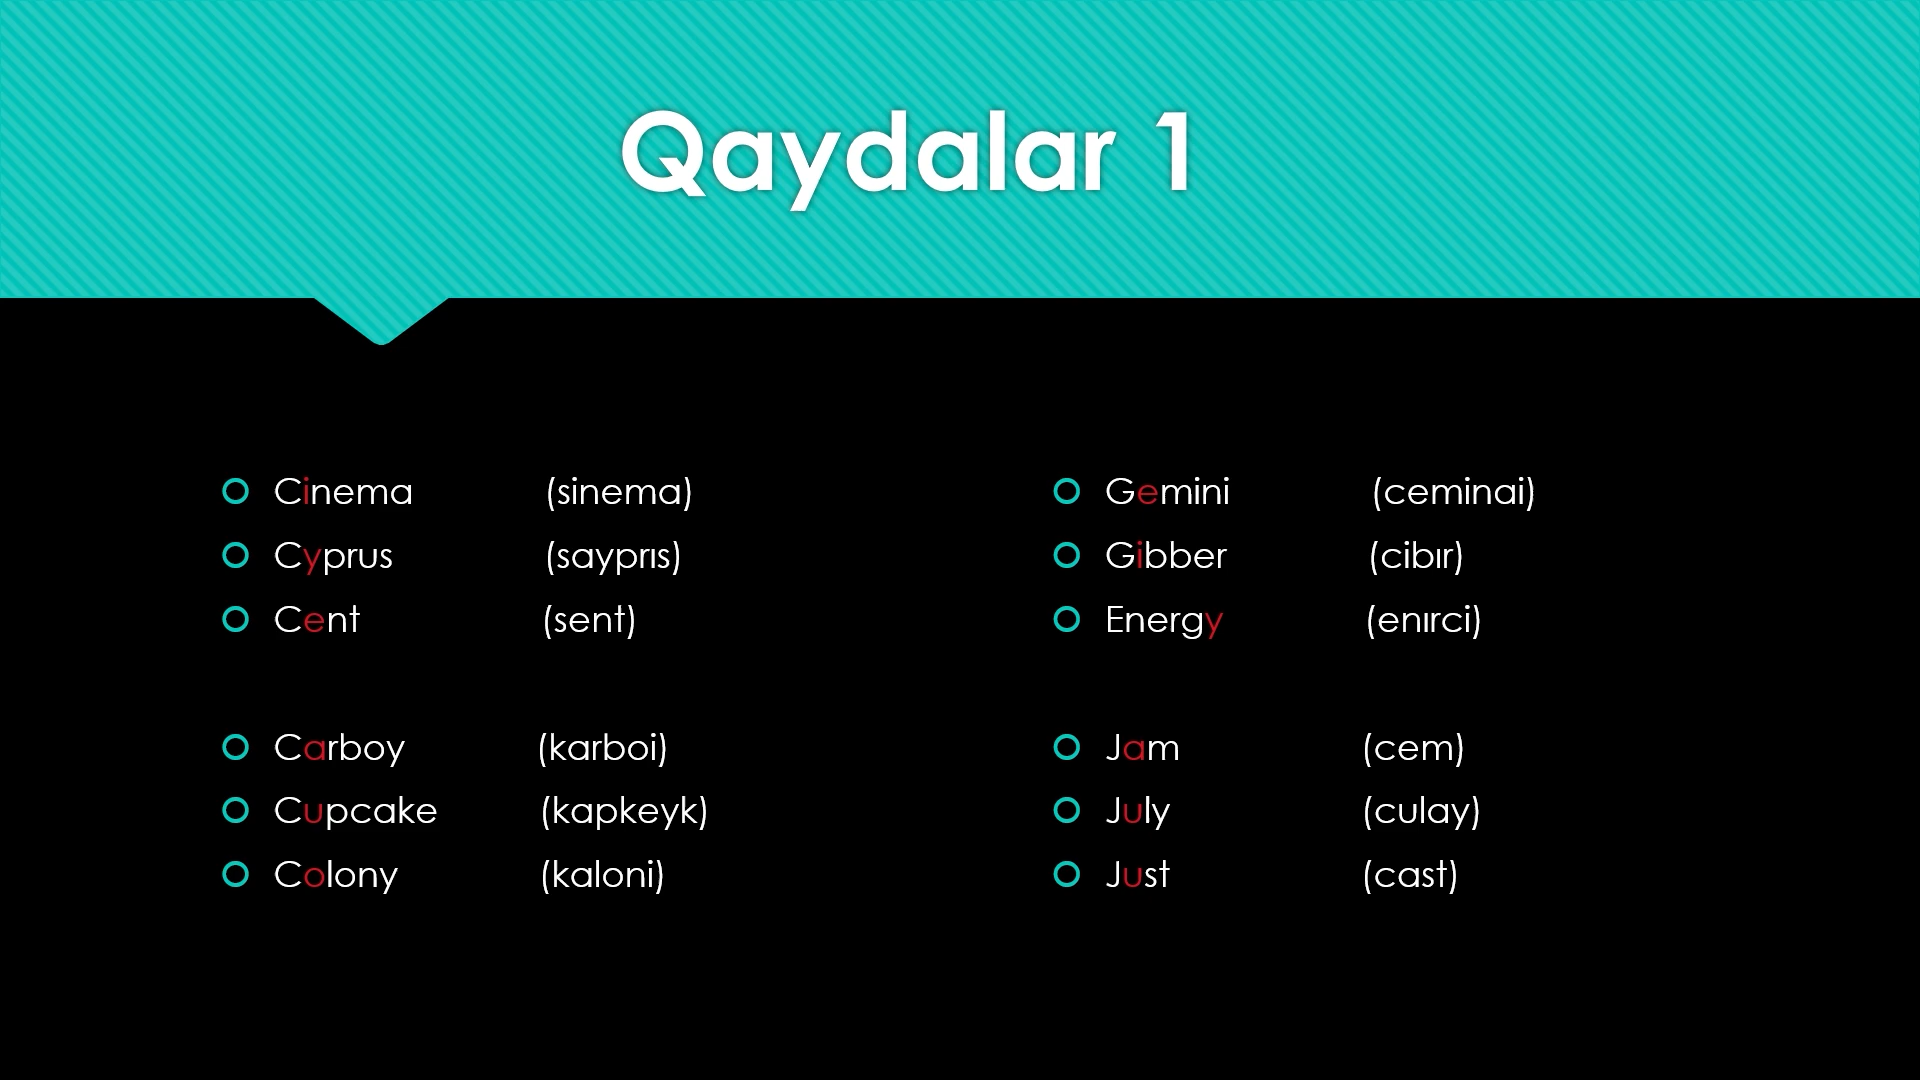 Qaydalar 1
Cinema (sinema)
Cyprus (sayprıs)
Cent (sent)
Carboy (karboi)
Cupcake (kapkeyk)
Colony (kaloni)
Gemini (ceminai)
Gibber (cibır)
Energy (enırci)
Jam (cem)
July (culay)
Just (cast)